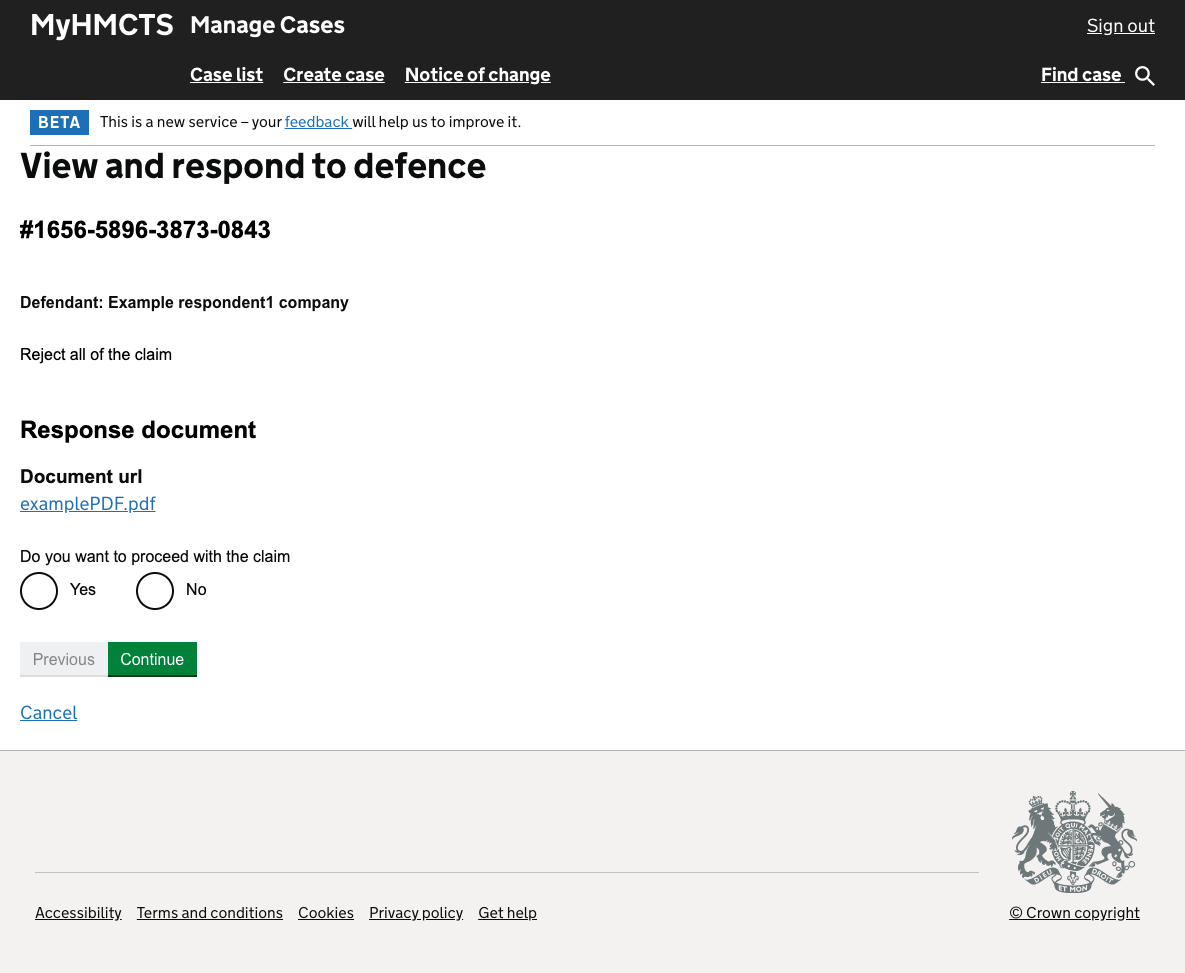 MyHMCTS Manage Cases Sign out
Case list Create case Notice of change Find case
BETA This is a new service – your feedback will help us to improve it.
View and respond to defence
#1656-5896-3873-0843
Defendant: Example respondent1 company
Reject all of the claim
Response document
Document url
examplePDF.pdf
Do you want to proceed with the claim
Yes No
Previous Continue
Cancel
DIEU ET MON DROIT
Accessibility Terms and conditions Cookies Privacy policy Get help © Crown copyright